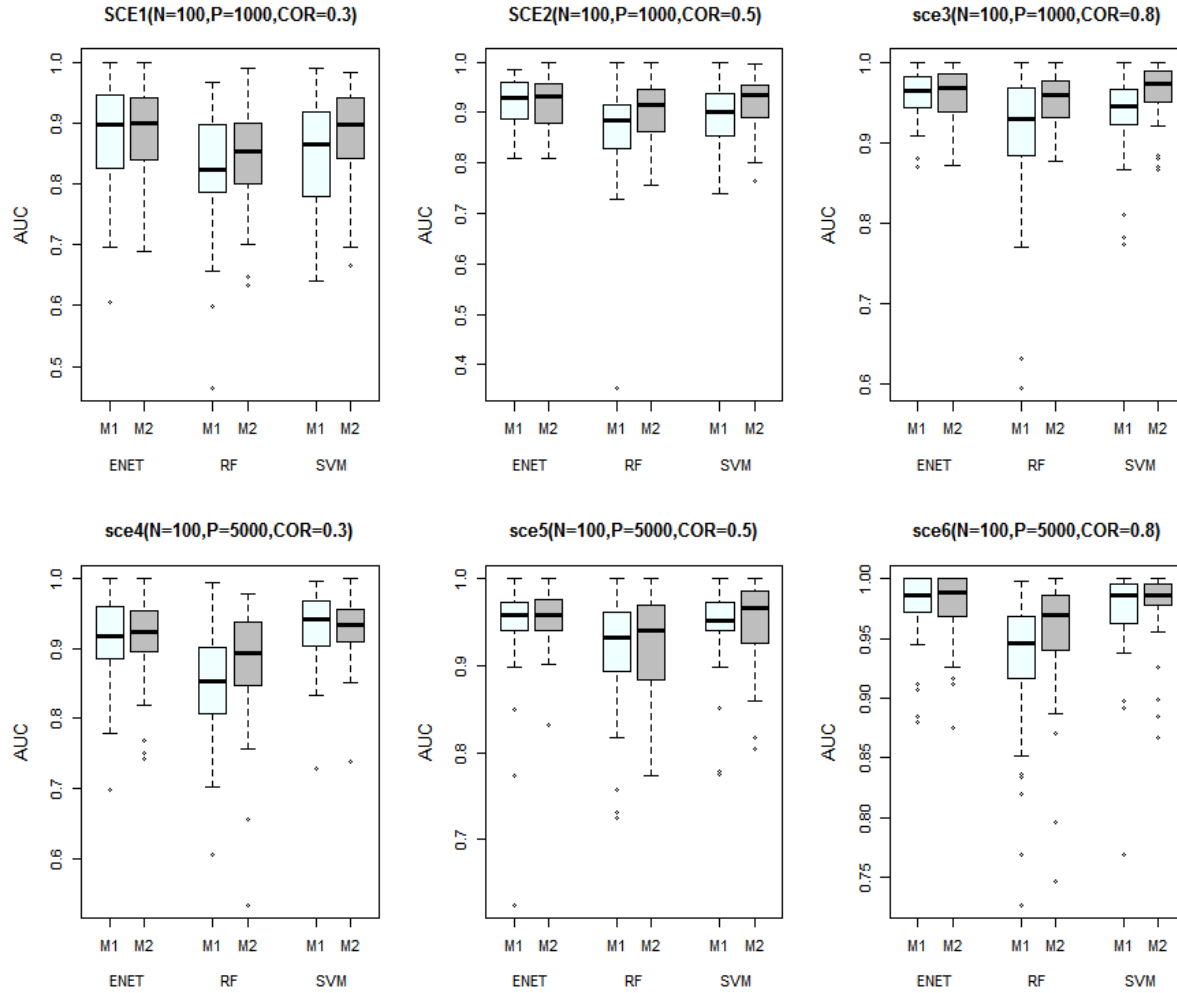 SCE1(N=100,P=1000,COR=0.3)
AUC
1.0
0.9
0.8
0.7
0.6
0.5
M1 M2 M1 M2 M1 M2
ENET RF SVM
SCE2(N=100,P=1000,COR=0.5)
AUC
1.0
0.9
0.8
0.7
0.6
0.5
0.4
M1 M2 M1 M2 M1 M2
ENET RF SVM
sce3(N=100,P=1000,COR=0.8)
AUC
1.0
0.9
0.8
0.7
0.6
M1 M2 M1 M2 M1 M2
ENET RF SVM
sce4(N=100,P=5000,COR=0.3)
AUC
1.0
0.9
0.8
0.7
0.6
M1 M2 M1 M2 M1 M2
ENET RF SVM
sce5(N=100,P=5000,COR=0.5)
AUC
1.0
0.9
0.8
0.7
M1 M2 M1 M2 M1 M2
ENET RF SVM
sce6(N=100,P=5000,COR=0.8)
AUC
1.00
0.95
0.90
0.85
0.80
0.75
M1 M2 M1 M2 M1 M2
ENET RF SVM